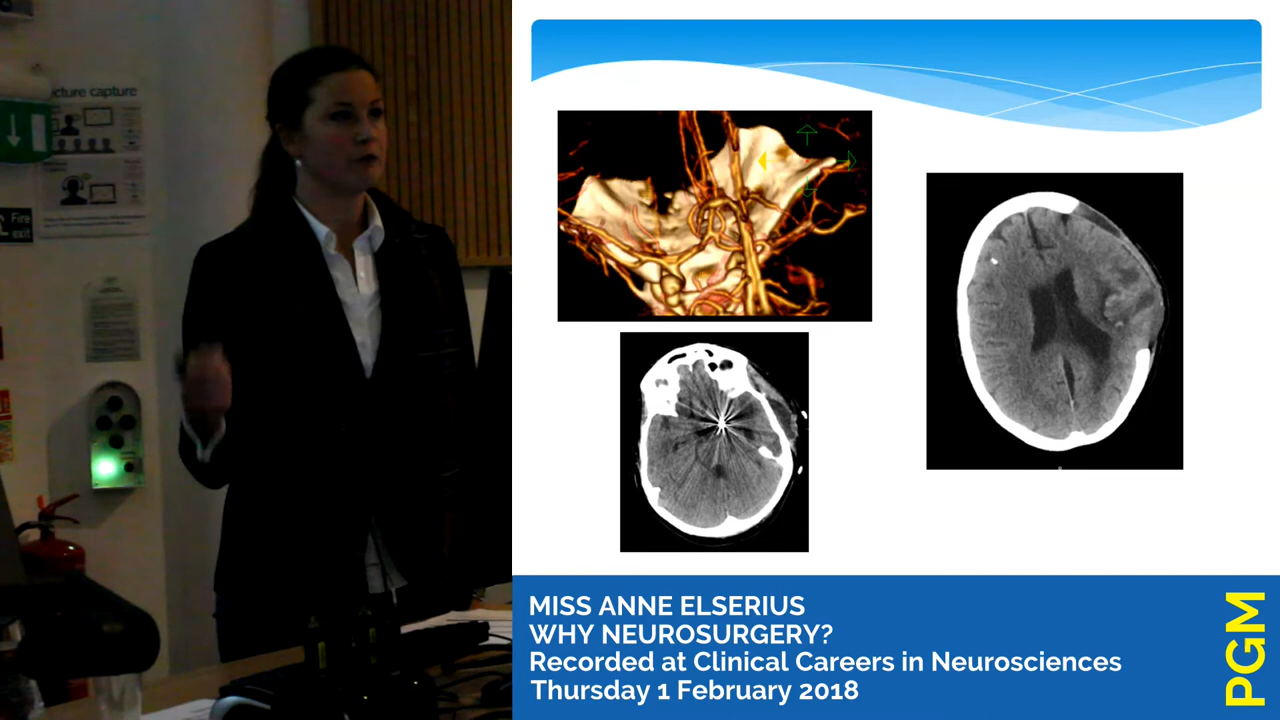 cture capture
Fire
exit
MISS ANNE ELSERIUS
WHY NEUROSURGERY?
Recorded at Clinical Careers in Neurosciences
Thursday 1 February 2018
PGM